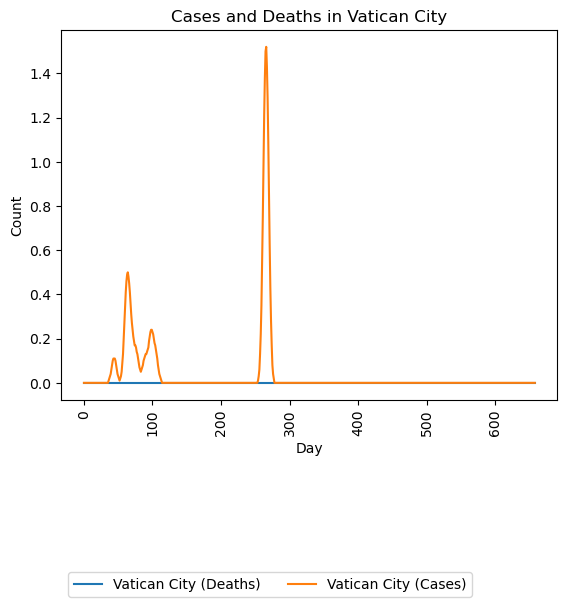 Cases and Deaths in Vatican City
Count
1.4
1.2
1.0
0.8
0.6
0.4
0.2
0.0
0 100 200 300 400 500 600
Day
Vatican City (Deaths) Vatican City (Cases)